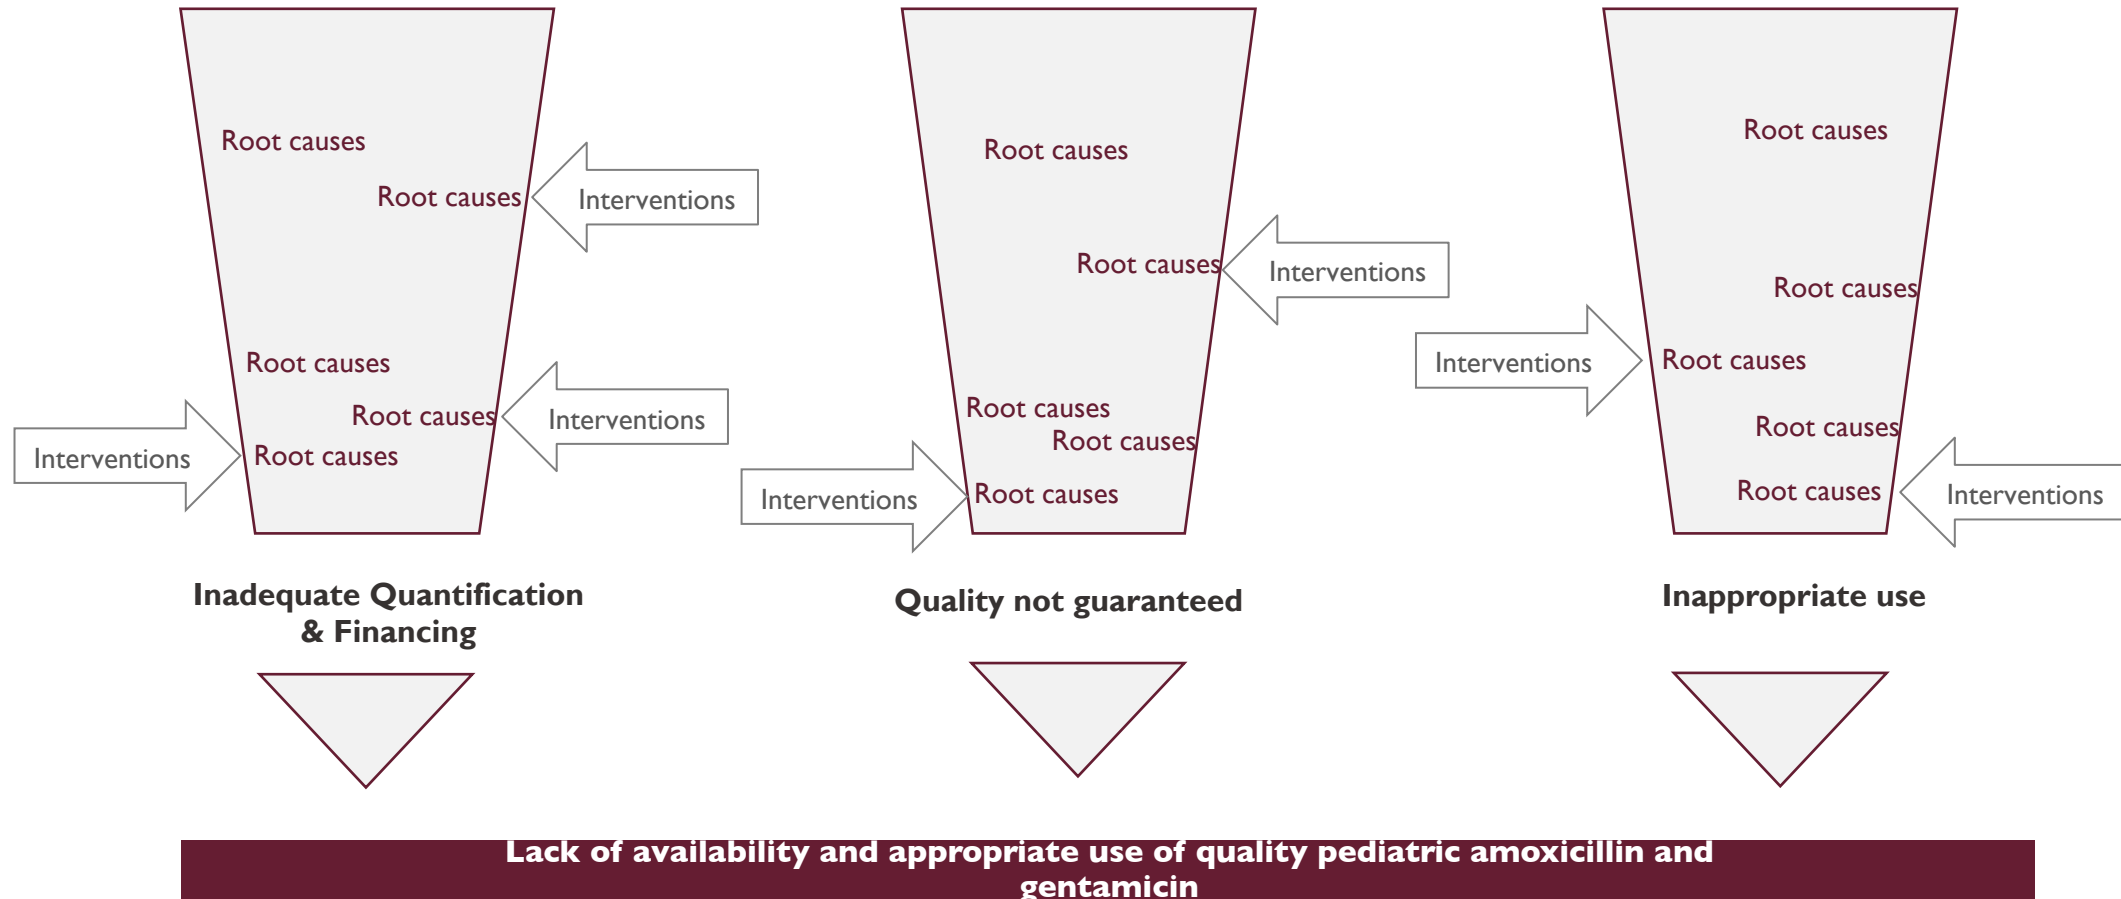 Root causes
Root causes
Interventions
Root causes
Root causes
Interventions
Interventions
Root causes
Inadequate Quantification
& Financing
Root causes
Root causes
Interventions
Root causes
Root causes
Interventions
Root causes
Quality not guaranteed
Root causes
Root causes
Interventions
Root causes
Root causes
Root causes
Interventions
Inappropriate use
Lack of availability and appropriate use of quality pediatric amoxicillin and
gentamicin